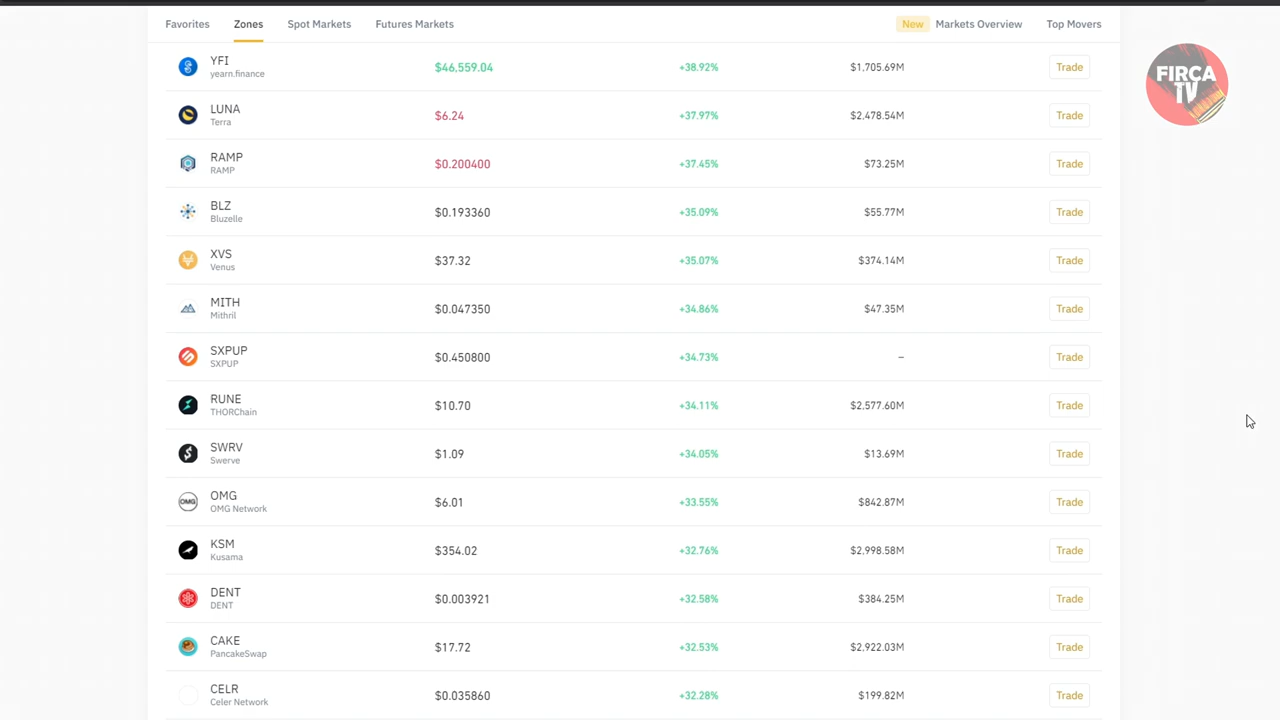 Favorites Zones Spot Markets Futures Markets New Markets Overview Top Movers
FIRÇA
TV
YFI $46,559.04 +38.92% $1,705.69M Trade
yearn.finance
LUNA $6.24 +37.97% $2,478.54M Trade
Terra
RAMP $0.200400 +37.45% $73.25M Trade
RAMP
BLZ $0.193360 +35.09% $55.77M Trade
Bluzelle
XVS $37.32 +35.07% $374.14M Trade
Venus
MITH $0.047350 +34.86% $47.35M Trade
Mithril
SXPUP $0.450800 +34.73% – Trade
SXPUP
RUNE $10.70 +34.11% $2,577.60M Trade
THORChain
SWRV $1.09 +34.05% $13.69M Trade
Swerve
OMG OMG $6.01 +33.55% $842.87M Trade
OMG Network
KSM $354.02 +32.76% $2,998.58M Trade
Kusama
DENT $0.003921 +32.58% $384.25M Trade
DENT
CAKE $17.72 +32.53% $2,922.03M Trade
PancakeSwap
CELR $0.035860 +32.28% $199.82M Trade
Celer Network